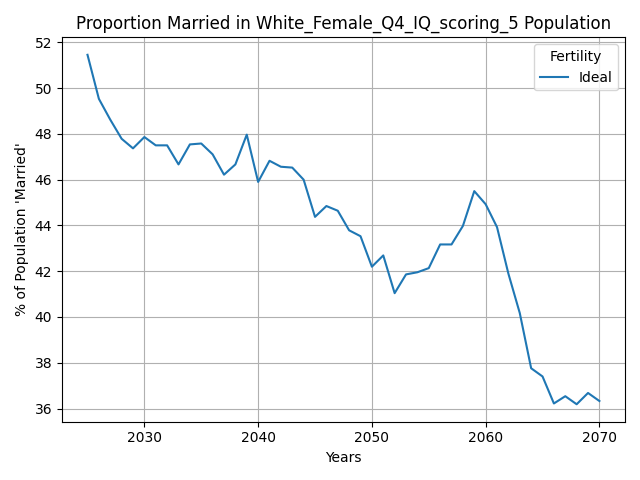 Proportion Married in White_Female_Q4_IQ_scoring_5 Population
% of Population 'Married'
52
50
48
46
44
42
40
38
36
Fertility
Ideal
2030 2040 2050 2060 2070
Years